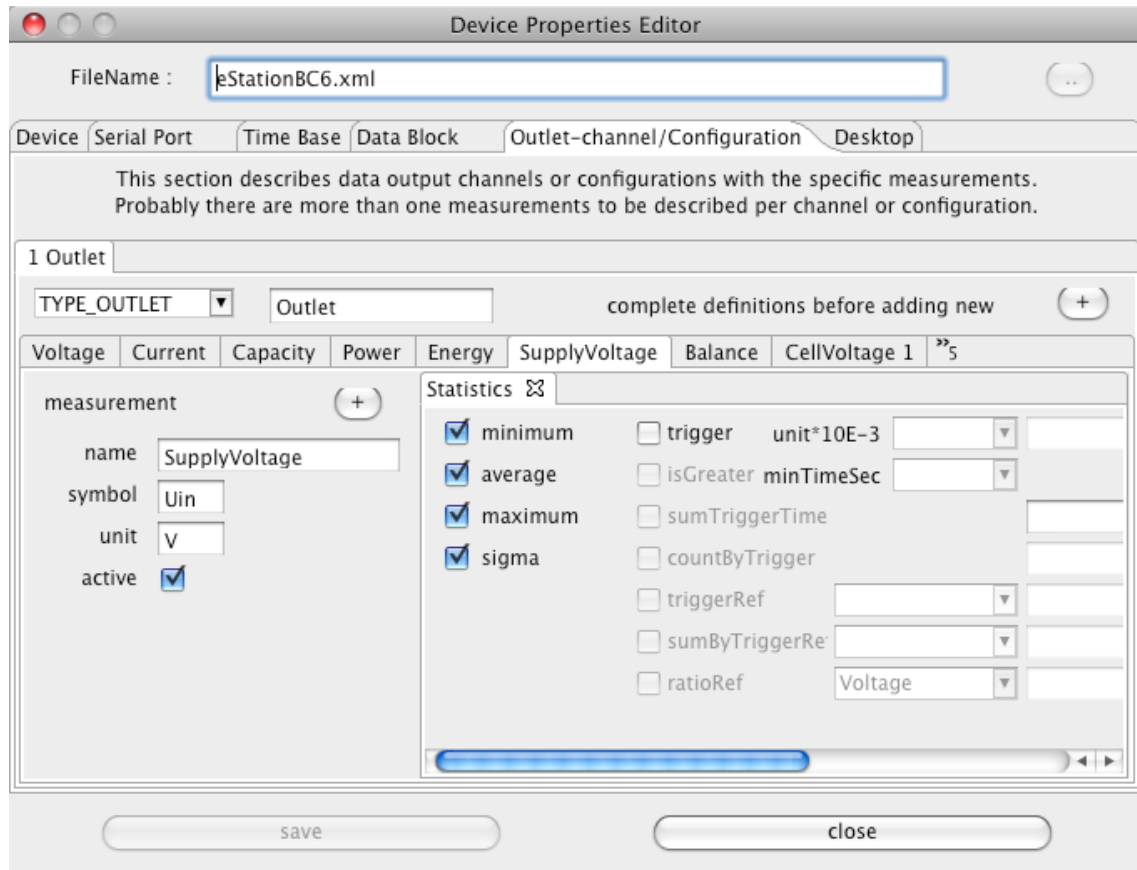 Device Properties Editor
FileName : eStationBC6.xml ..
Device Serial Port Time Base Data Block Outlet-channel/Configuration Desktop
This section describes data output channels or configurations with the specific measurements.
Probably there are more than one measurements to be described per channel or configuration.
1 Outlet
TYPE_OUTLET Outlet complete definitions before adding new +
Voltage Current Capacity Power Energy SupplyVoltage Balance CellVoltage 1 »5
measurement +
name SupplyVoltage
symbol Uin
unit V
active
Statistics
minimum trigger unit*10E-3
average isGreater minTimeSec
maximum sumTriggerTime
sigma countByTrigger
triggerRef
sumByTriggerRe
ratioRef Voltage
save close